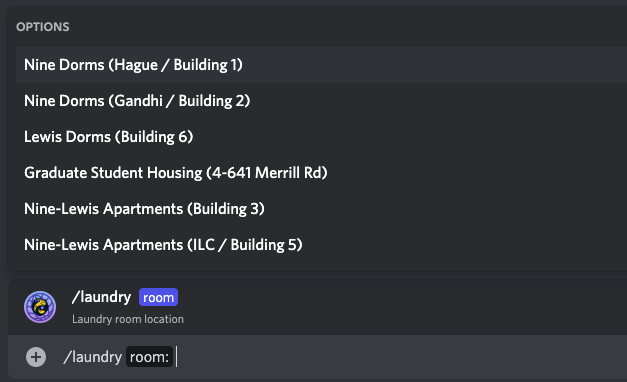 OPTIONS
Nine Dorms (Hague / Building 1)
Nine Dorms (Gandhi / Building 2)
Lewis Dorms (Building 6)
Graduate Student Housing (4-641 Merrill Rd)
Nine-Lewis Apartments (Building 3)
Nine-Lewis Apartments (ILC / Building 5)
/laundry room
Laundry room location
/laundry room: